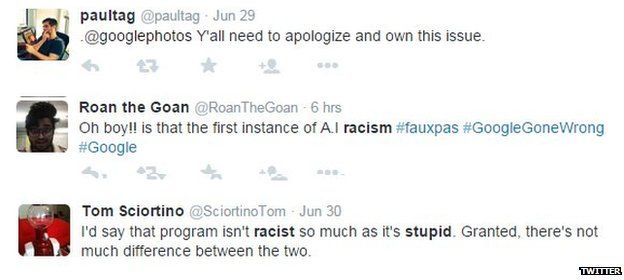 paultag @paultag · Jun 29
.@googlephotos Y'all need to apologize and own this issue.
Roan the Goan @RoanTheGoan · 6 hrs
Oh boy!! is that the first instance of A.I racism #fauxpas #GoogleGoneWrong
#Google
Tom Sciortino @SciortinoTom · Jun 30
I'd say that program isn't racist so much as it's stupid. Granted, there's not
much difference between the two.
TWITTER